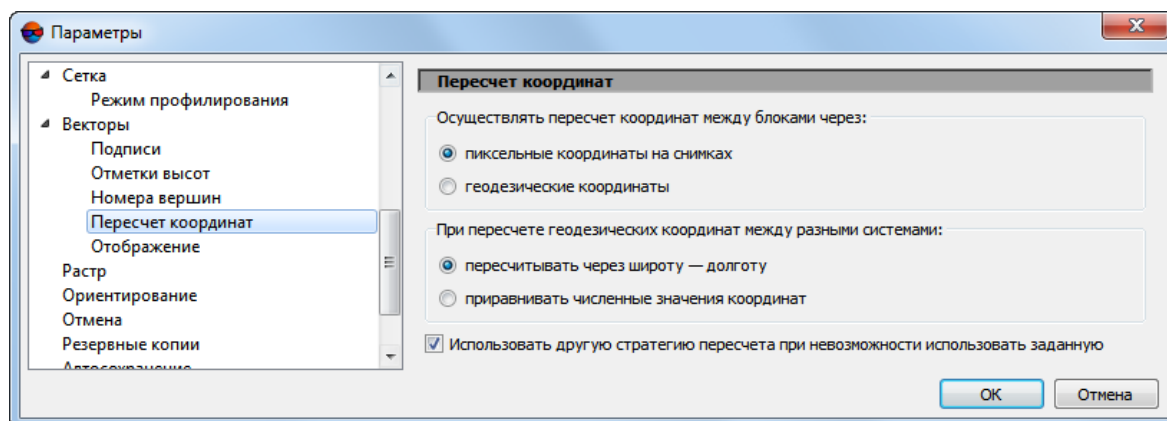 Параметры
Сетка
Режим профилирования
Векторы
Подписи
Отметки высот
Номера вершин
Пересчет координат
Отображение
Растр
Ориентирование
Отмена
Резервные копии
Автосохранение
Пересчет координат
Осуществлять пересчет координат между блоками через:
пиксельные координаты на снимках
геодезические координаты
При пересчете геодезических координат между разными системами:
пересчитывать через широту — долготу
приравнивать численные значения координат
Использовать другую стратегию пересчета при невозможности использовать заданную
OK
Отмена